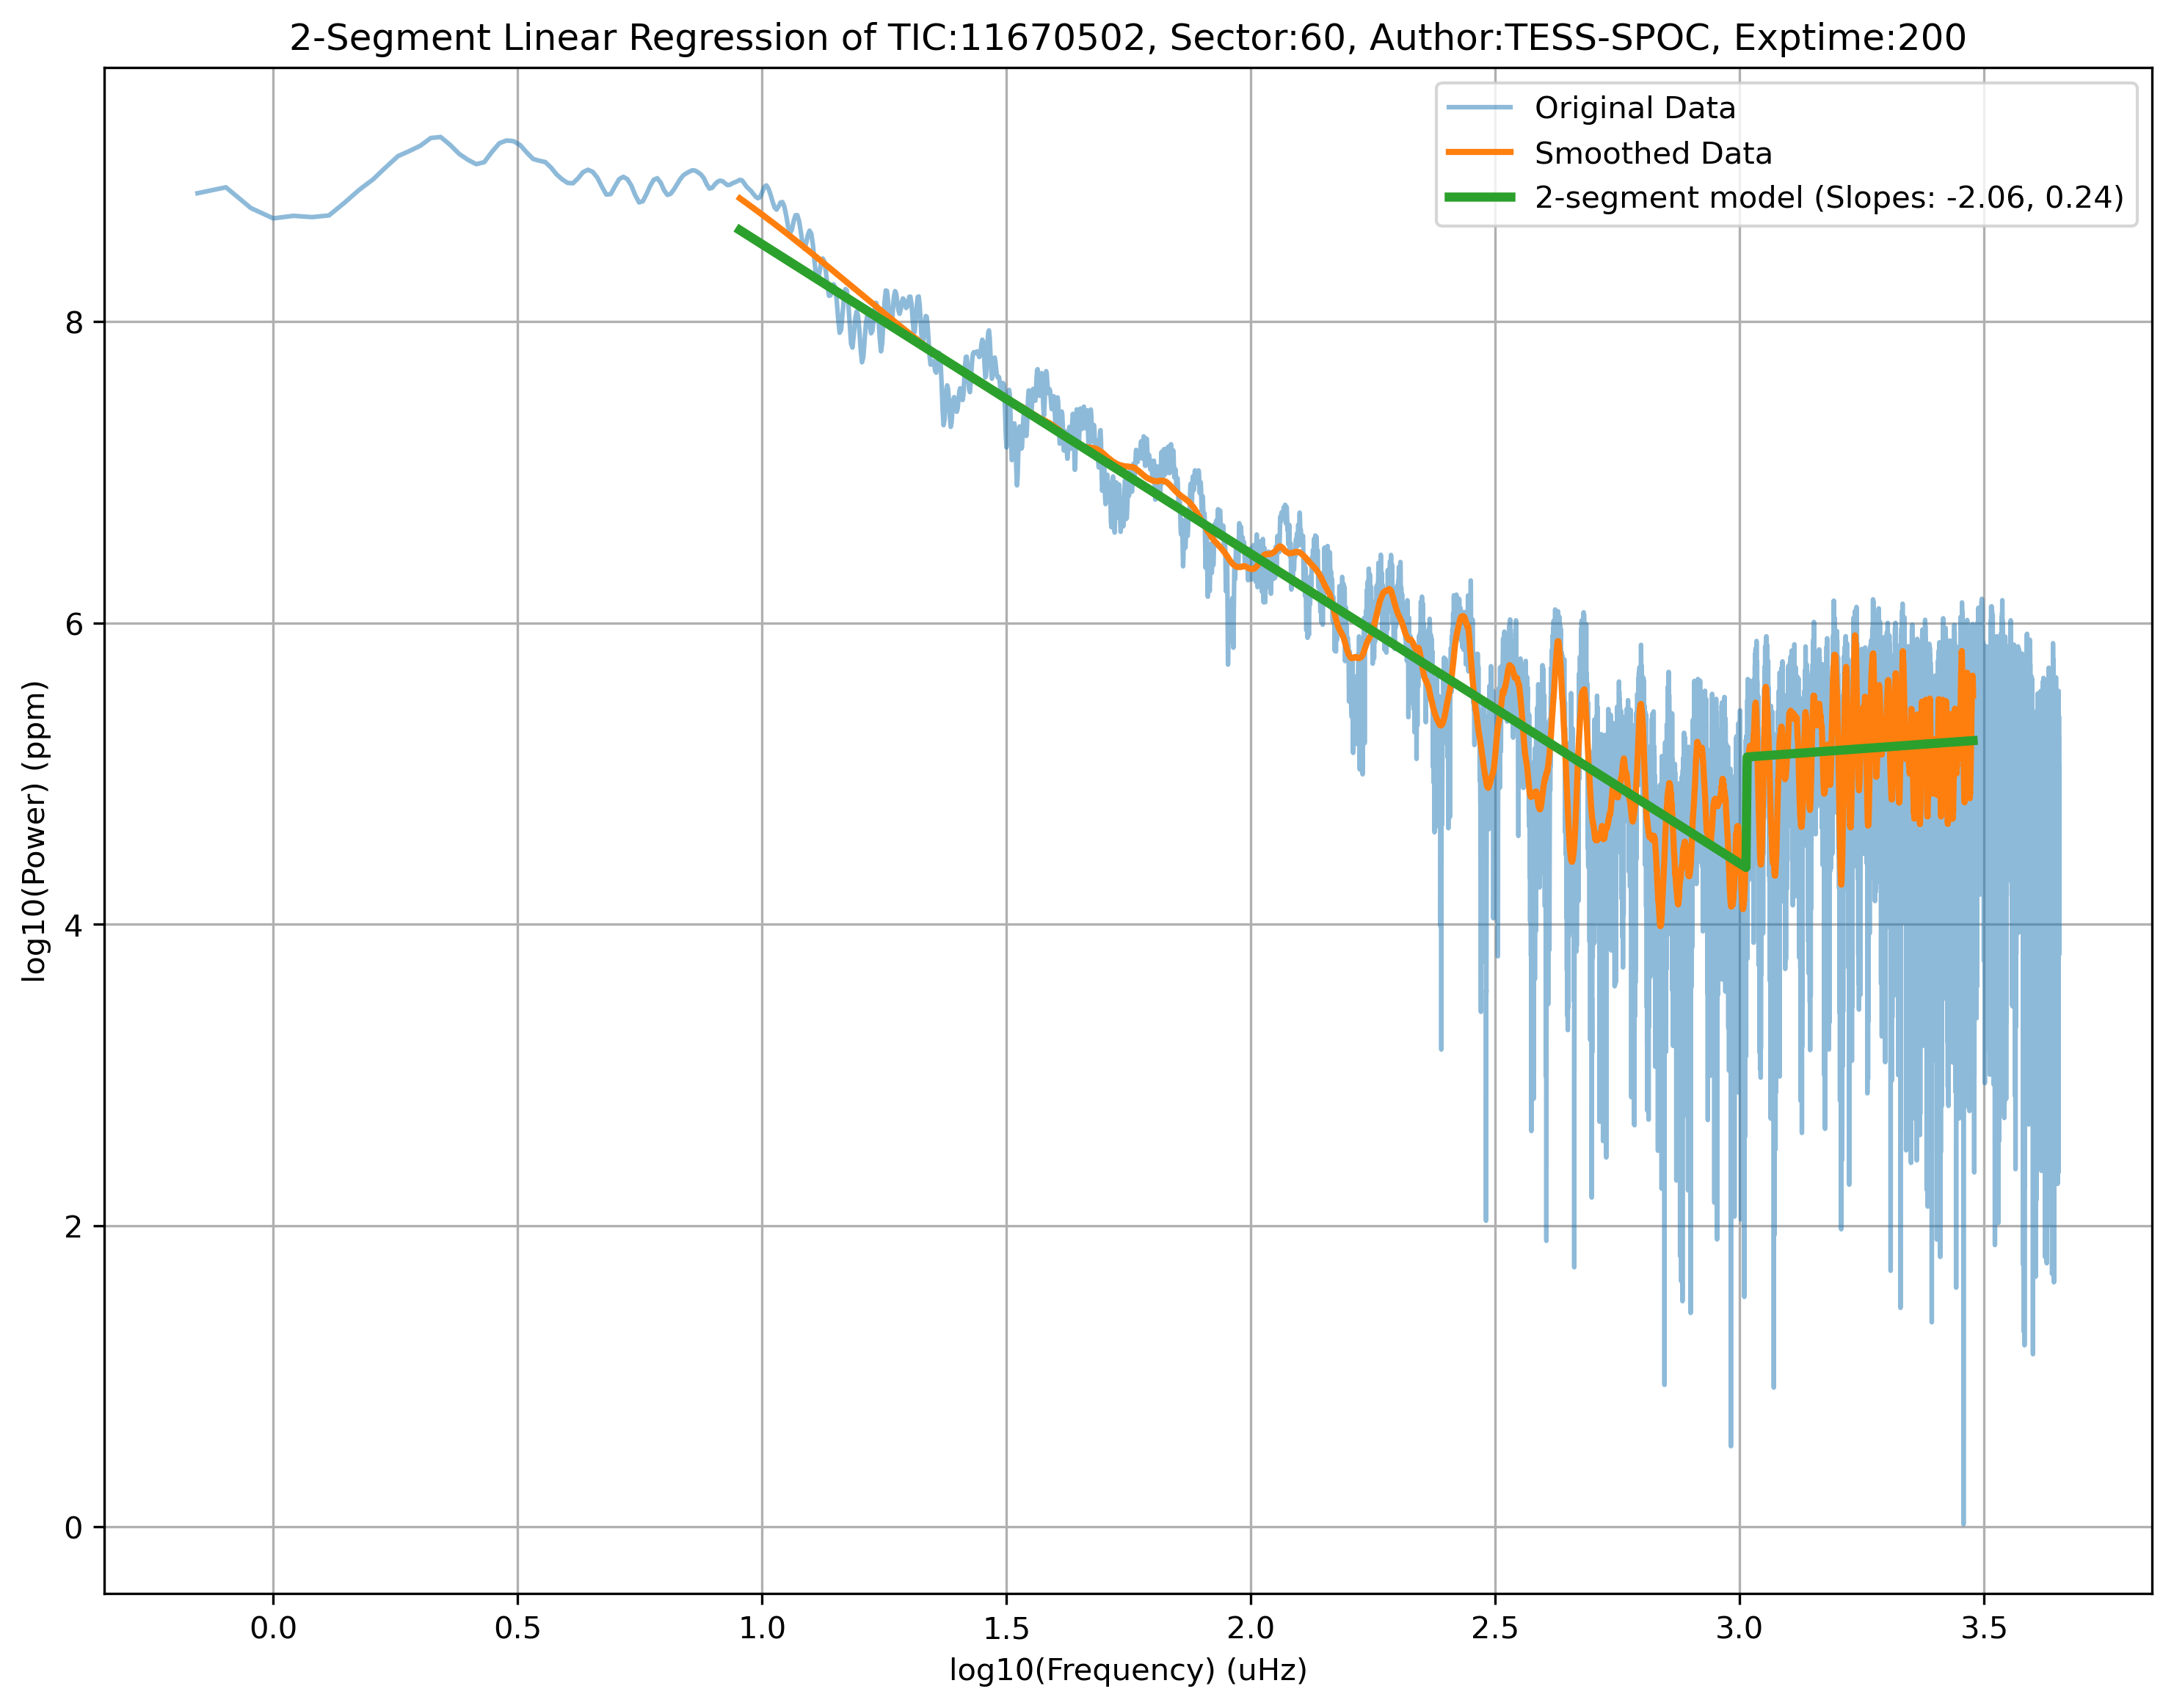 2-Segment Linear Regression of TIC:11670502, Sector:60, Author:TESS-SPOC, Exptime:200
Original Data
Smoothed Data
2-segment model (Slopes: -2.06, 0.24)
log10(Power) (ppm)
8
6
4
2
0
0.0 0.5 1.0 1.5 2.0 2.5 3.0 3.5
log10(Frequency) (uHz)